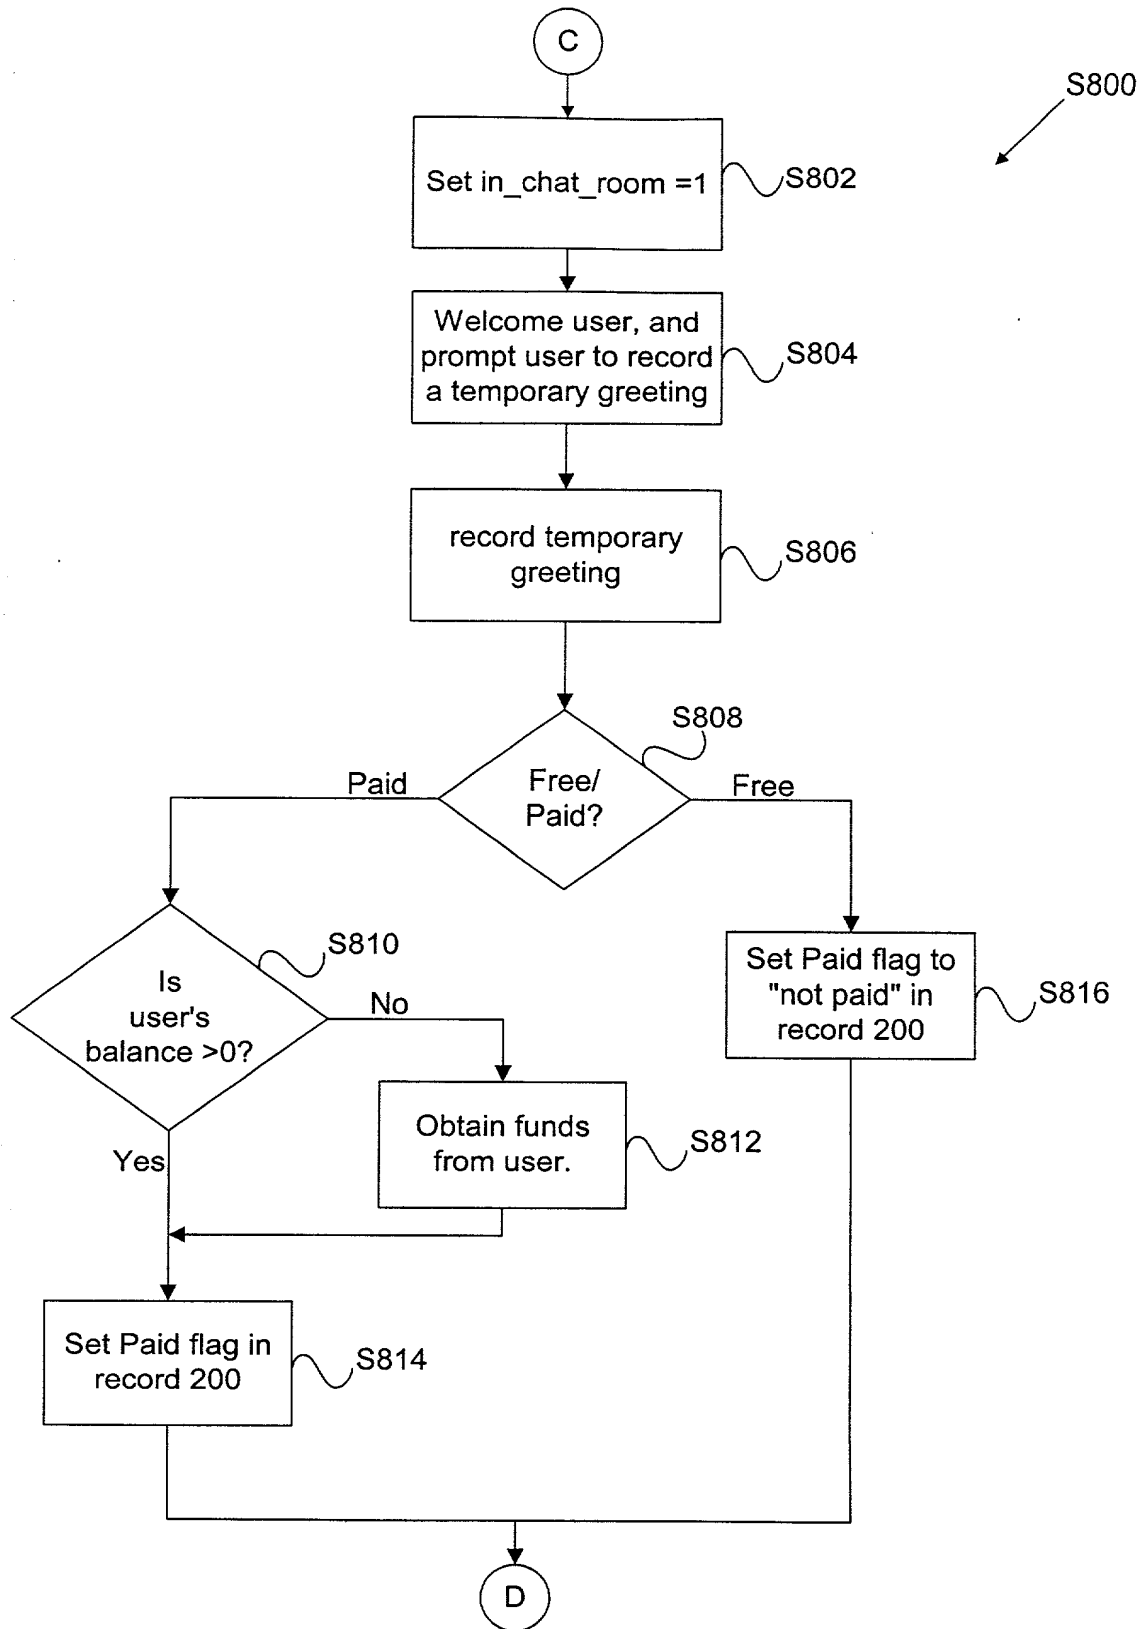 C
S800
Set in_chat_room =1
S802
Welcome user, and
prompt user to record
a temporary greeting
S804
record temporary
greeting
S806
S808
Free/
Paid?
Paid
Free
S810
Is
user's
balance >0?
No
Yes
Set Paid flag to
"not paid" in
record 200
S816
Obtain funds
from user.
S812
Set Paid flag in
record 200
S814
D